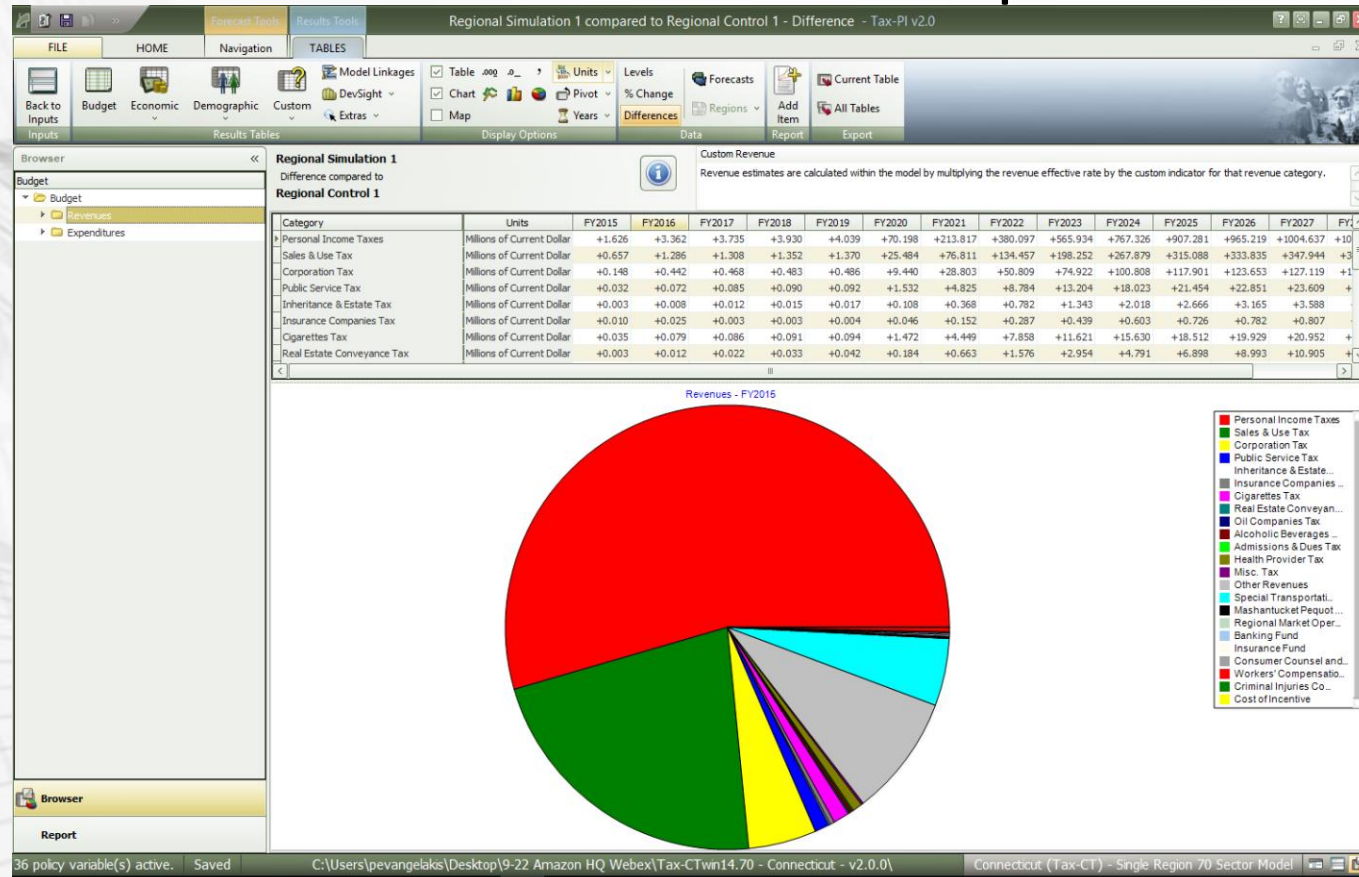 Forecast Tools Results Tools Regional Simulation 1 compared to Regional Control 1 - Difference - Tax-PI v2.0
FILE HOME Navigation TABLES
Back to Inputs
Budget
Economic
Demographic
Custom
Model Linkages
DevSight
Extras
Table .000 .0_ , Units
Chart Pivot
Map Years
Levels
% Change
Differences
Forecasts
Regions
Add Item
Current Table
All Tables
Inputs Results Tables Display Options Data Report Export
Browser «
Budget
Budget
Revenues
Expenditures
Regional Simulation 1
Difference compared to
Regional Control 1
Custom Revenue
Revenue estimates are calculated within the model by multiplying the revenue effective rate by the custom indicator for that revenue category.
Category Units FY2015 FY2016 FY2017 FY2018 FY2019 FY2020 FY2021 FY2022 FY2023 FY2024 FY2025 FY2026 FY2027 FY2
Personal Income Taxes Millions of Current Dollar +1.626 +3.362 +3.735 +3.930 +4.039 +70.198 +213.817 +380.097 +565.934 +767.326 +907.281 +965.219 +1004.637 +10
Sales & Use Tax Millions of Current Dollar +0.657 +1.286 +1.308 +1.352 +1.370 +25.484 +76.811 +134.457 +198.252 +267.879 +315.088 +333.835 +347.944 +3
Corporation Tax Millions of Current Dollar +0.148 +0.442 +0.468 +0.483 +0.486 +9.440 +28.803 +50.809 +74.922 +100.808 +117.901 +123.653 +127.119 +1
Public Service Tax Millions of Current Dollar +0.032 +0.072 +0.085 +0.090 +0.092 +1.532 +4.825 +8.784 +13.204 +18.023 +21.454 +22.851 +23.609 +
Inheritance & Estate Tax Millions of Current Dollar +0.003 +0.008 +0.012 +0.015 +0.017 +0.108 +0.368 +0.782 +1.343 +2.018 +2.666 +3.165 +3.588
Insurance Companies Tax Millions of Current Dollar +0.010 +0.025 +0.003 +0.003 +0.004 +0.046 +0.152 +0.287 +0.439 +0.603 +0.726 +0.782 +0.807
Cigarettes Tax Millions of Current Dollar +0.035 +0.079 +0.086 +0.091 +0.094 +1.472 +4.449 +7.858 +11.621 +15.630 +18.512 +19.929 +20.952 +
Real Estate Conveyance Tax Millions of Current Dollar +0.003 +0.012 +0.022 +0.033 +0.042 +0.184 +0.663 +1.576 +2.954 +4.791 +6.898 +8.993 +10.905 +
Revenues - FY2015
Personal Income Taxes
Sales & Use Tax
Corporation Tax
Public Service Tax
Inheritance & Estate...
Insurance Companies ...
Cigarettes Tax
Real Estate Conveyan...
Oil Companies Tax
Alcoholic Beverages ...
Admissions & Dues Tax
Health Provider Tax
Misc. Tax
Other Revenues
Special Transportati...
Mashantucket Pequot ...
Regional Market Oper...
Banking Fund
Insurance Fund
Consumer Counsel and...
Workers' Compensatio...
Criminal Injuries Co...
Cost of Incentive
Browser
Report
36 policy variable(s) active. Saved C:\Users\pevangelakis\Desktop\9-22 Amazon HQ Webex\Tax-CTwin14.70 - Connecticut - v2.0.0\ Connecticut (Tax-CT) - Single Region 70 Sector Model